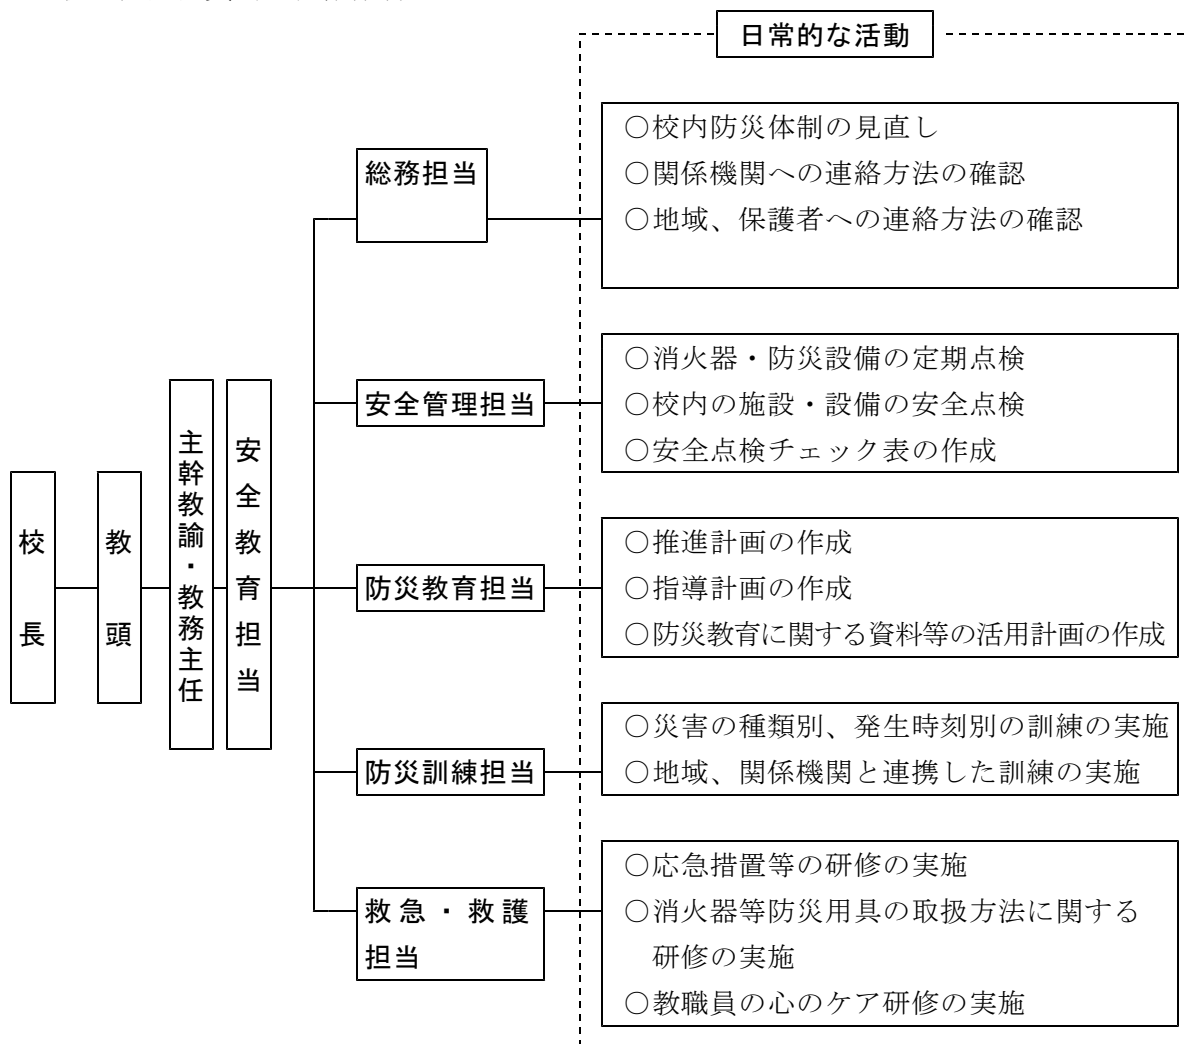 日常的な活動
総務担当
○校内防災体制の見直し
○関係機関への連絡方法の確認
○地域、保護者への連絡方法の確認
安全管理担当
○消火器・防災設備の定期点検
○校内の施設・設備の安全点検
○安全点検チェック表の作成
校長
教頭
主幹教諭・教務主任
安全教育担当
防災教育担当
○推進計画の作成
○指導計画の作成
○防災教育に関する資料等の活用計画の作成
防災訓練担当
○災害の種類別、発生時刻別の訓練の実施
○地域、関係機関と連携した訓練の実施
救急・救護
担当
○応急措置等の研修の実施
○消火器等防災用具の取扱方法に関する
研修の実施
○教職員の心のケア研修の実施